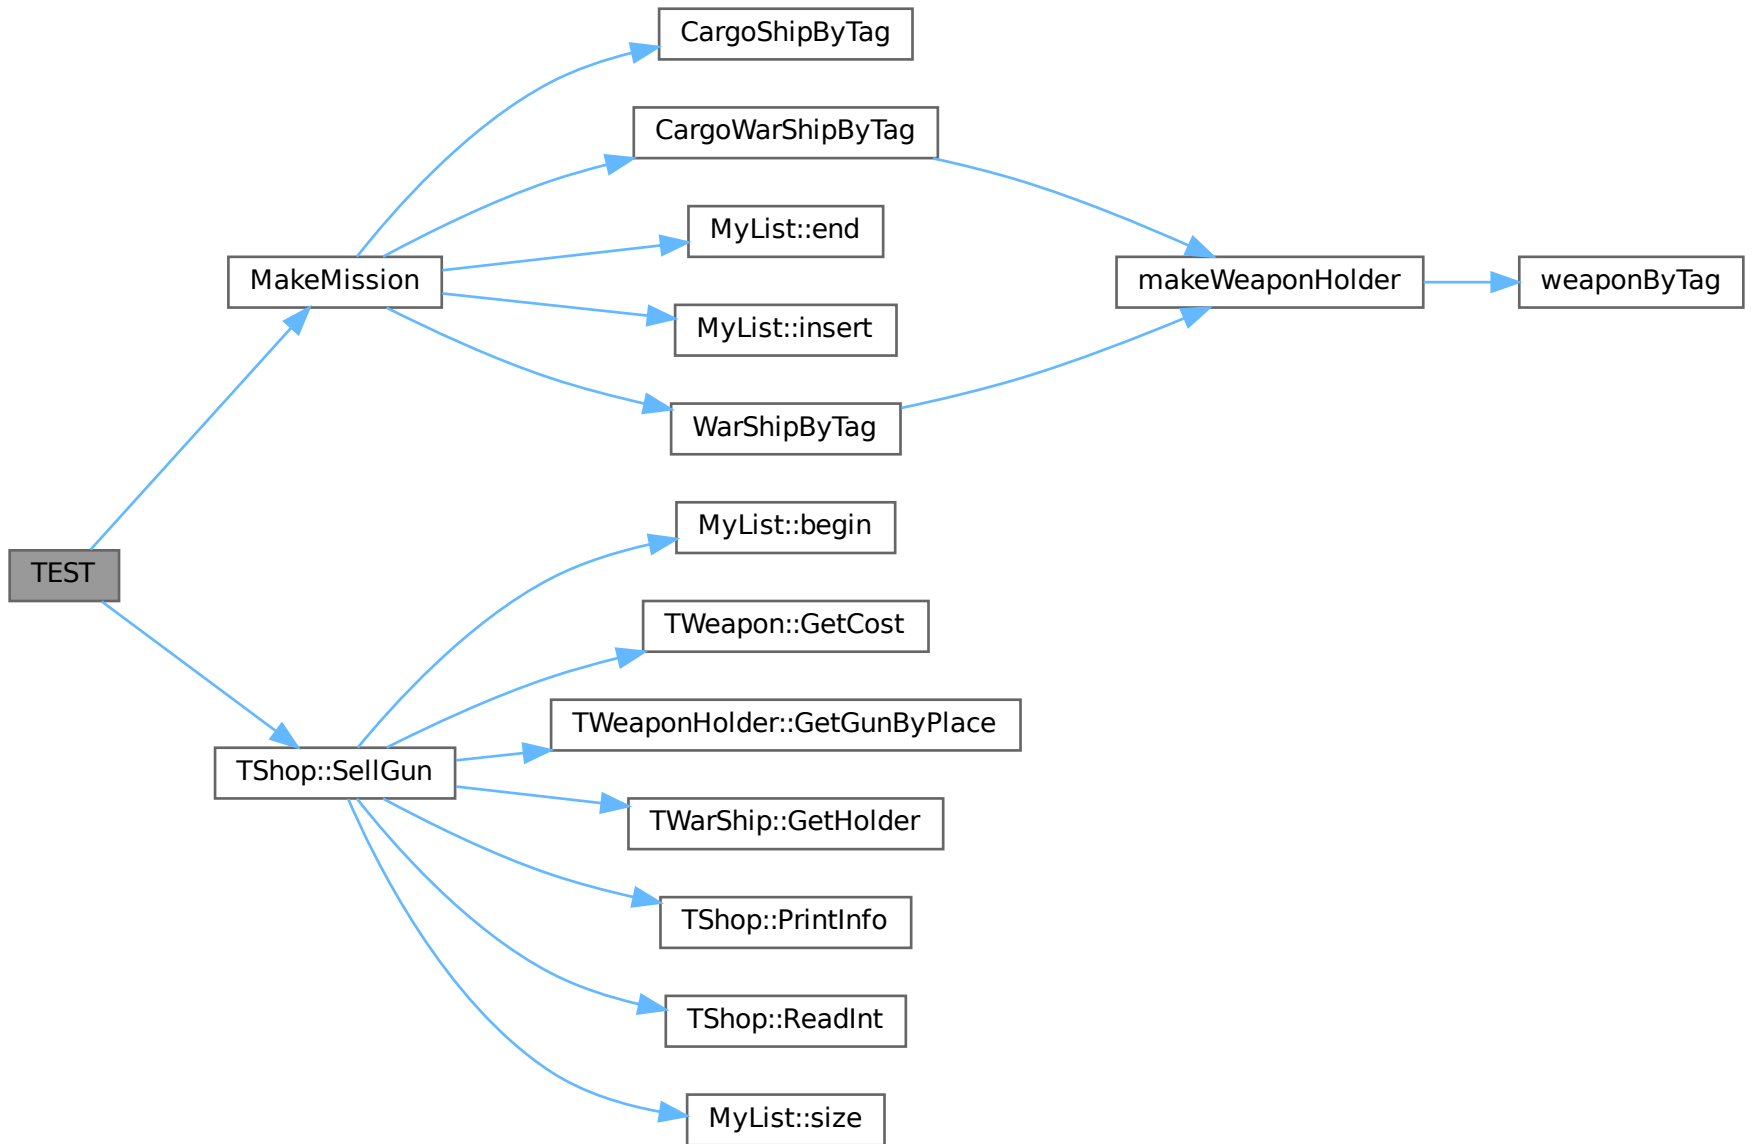 CargoShipByTag
CargoWarShipByTag
MyList::end
MakeMission
makeWeaponHolder
weaponByTag
MyList::insert
WarShipByTag
MyList::begin
TEST
TWeapon::GetCost
TWeaponHolder::GetGunByPlace
TShop::SellGun
TWarShip::GetHolder
TShop::PrintInfo
TShop::ReadInt
MyList::size